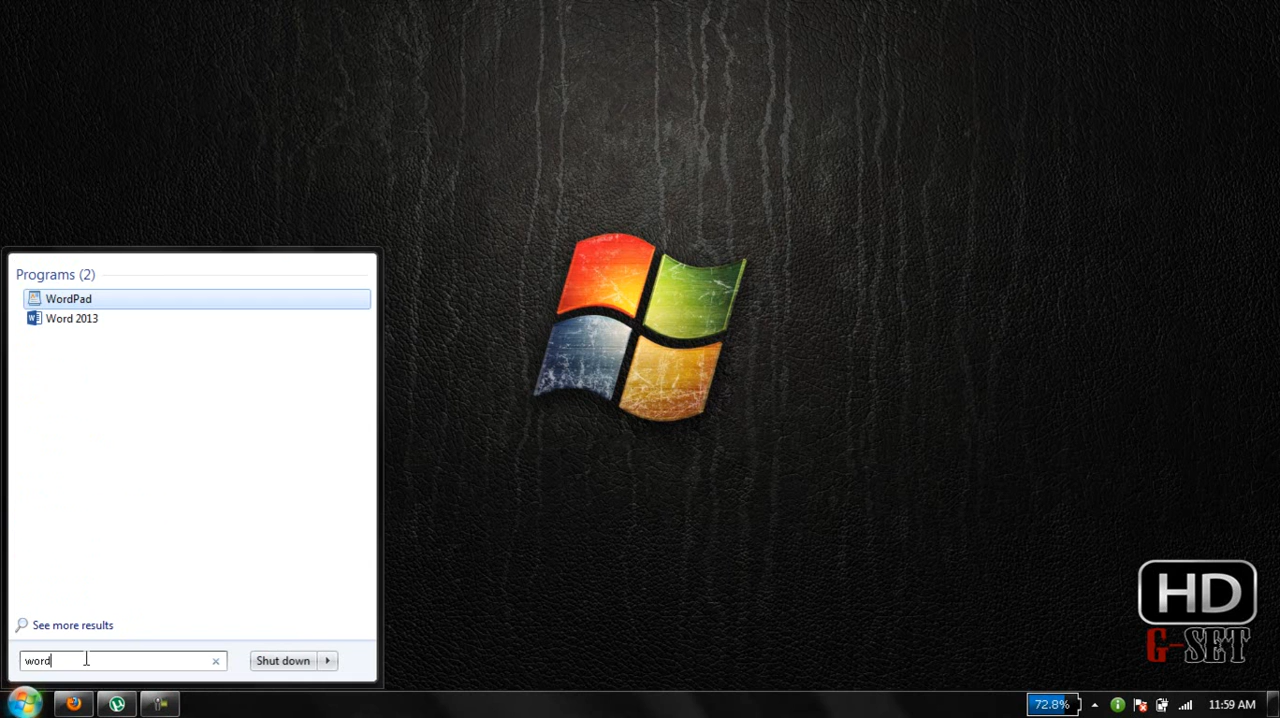 Programs (2)
WordPad
Word 2013
See more results
word
Shut down
HD
G-SET
72.8%
11:59 AM